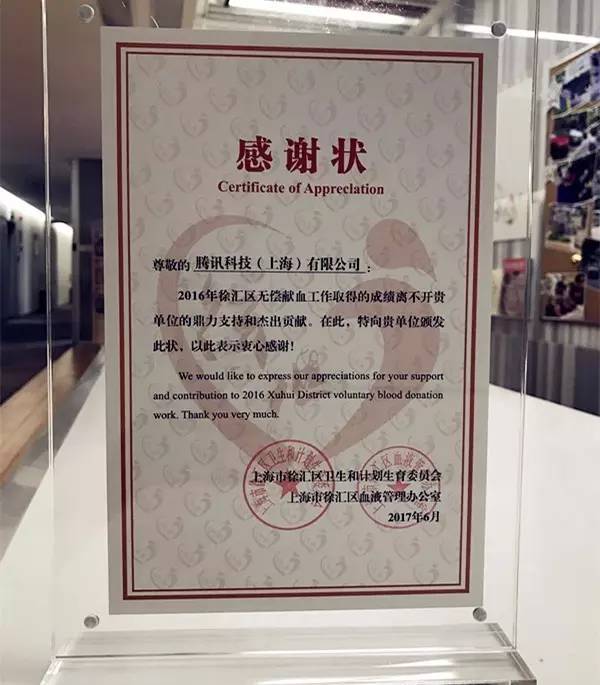 感谢状
Certificate of Appreciation
尊敬的 腾讯科技（上海）有限公司：
2016年徐汇区无偿献血工作取得的成绩离不开贵
单位的鼎力支持和杰出贡献。在此，特向贵单位颁发
此状，以此表示衷心感谢！
We would like to express our appreciations for your support
and contribution to 2016 Xuhui District voluntary blood donation
work. Thank you very much.
上海市徐汇区卫生和计划生育委员会
上海市徐汇区血液管理办公室
2017年6月